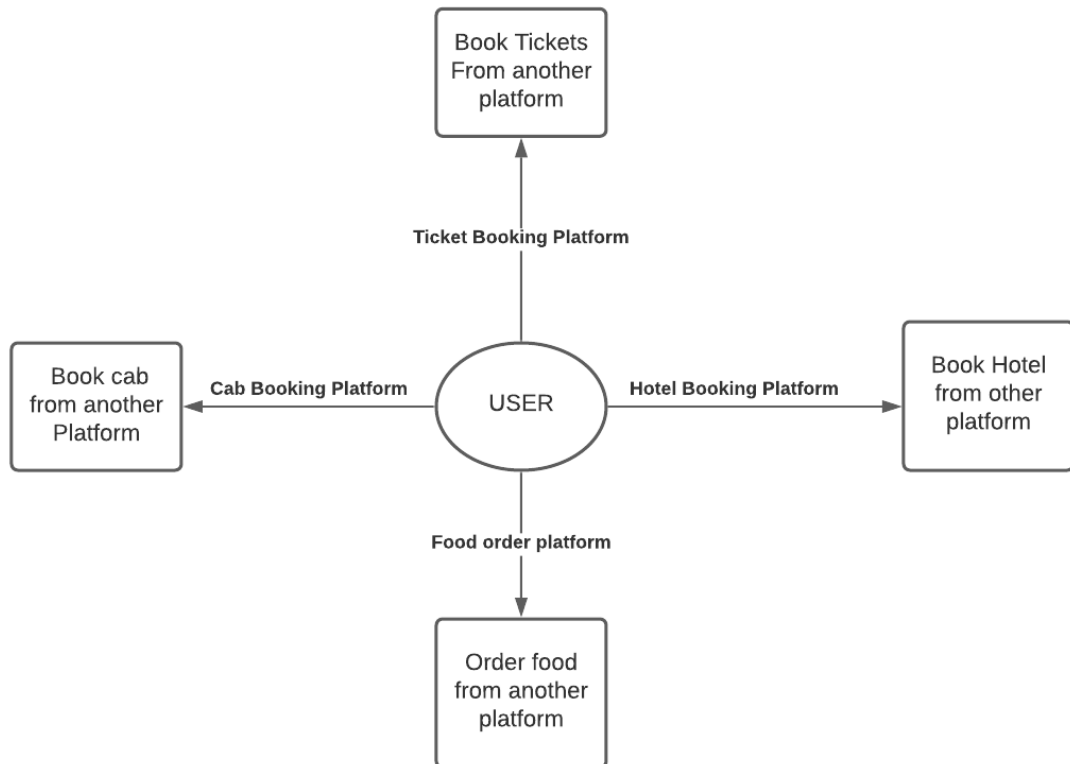 Book Tickets
From another
platform
Ticket Booking Platform
Book cab
from another
Platform
Cab Booking Platform
USER
Hotel Booking Platform
Book Hotel
from other
platform
Food order platform
Order food
from another
platform